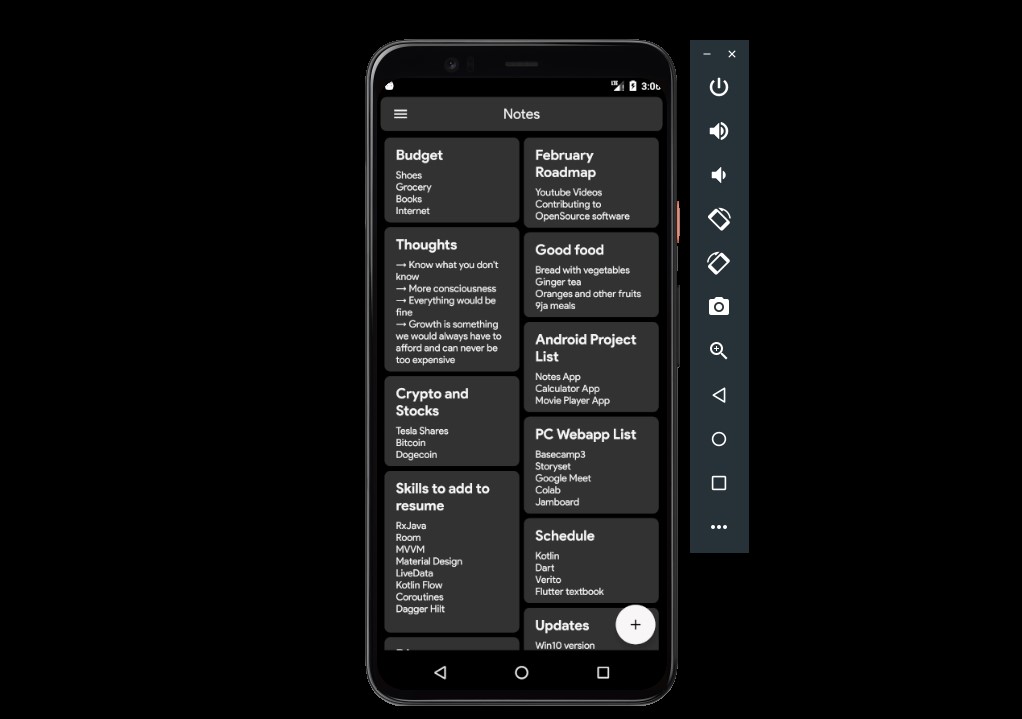 3:0
Notes
Budget
Shoes
Grocery
Books
Internet
Thoughts
→ Know what you don't
know
→ More consciousness
→ Everything would be
fine
→ Growth is something
we would always have to
afford and can never be
too expensive
Crypto and
Stocks
Tesla Shares
Bitcoin
Dogecoin
Skills to add to
resume
RxJava
Room
MVVM
Material Design
LiveData
Kotlin Flow
Coroutines
Dagger Hilt
February
Roadmap
Youtube Videos
Contributing to
OpenSource software
Good food
Bread with vegetables
Ginger tea
Oranges and other fruits
9ja meals
Android Project
List
Notes App
Calculator App
Movie Player App
PC Webapp List
Basecamp3
Storyset
Google Meet
Colab
Jamboard
Schedule
Kotlin
Dart
Verito
Flutter textbook
Updates
Win10 version